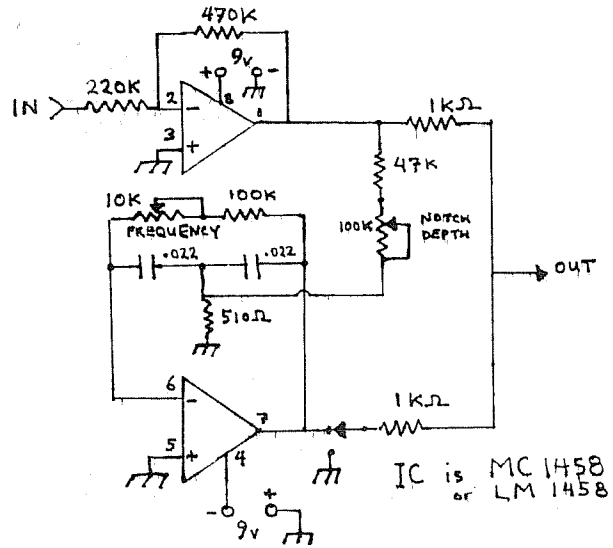 470K
9v
+ -
220K
IN
2 -
8
1
3 +
1KΩ
47K
10K
100K
FREQUENCY
100K
NOTCH
DEPTH
.022
.022
OUT
510Ω
6 -
7
5 +
4
1KΩ
- +
9v
IC is MC 1458
or LM 1458